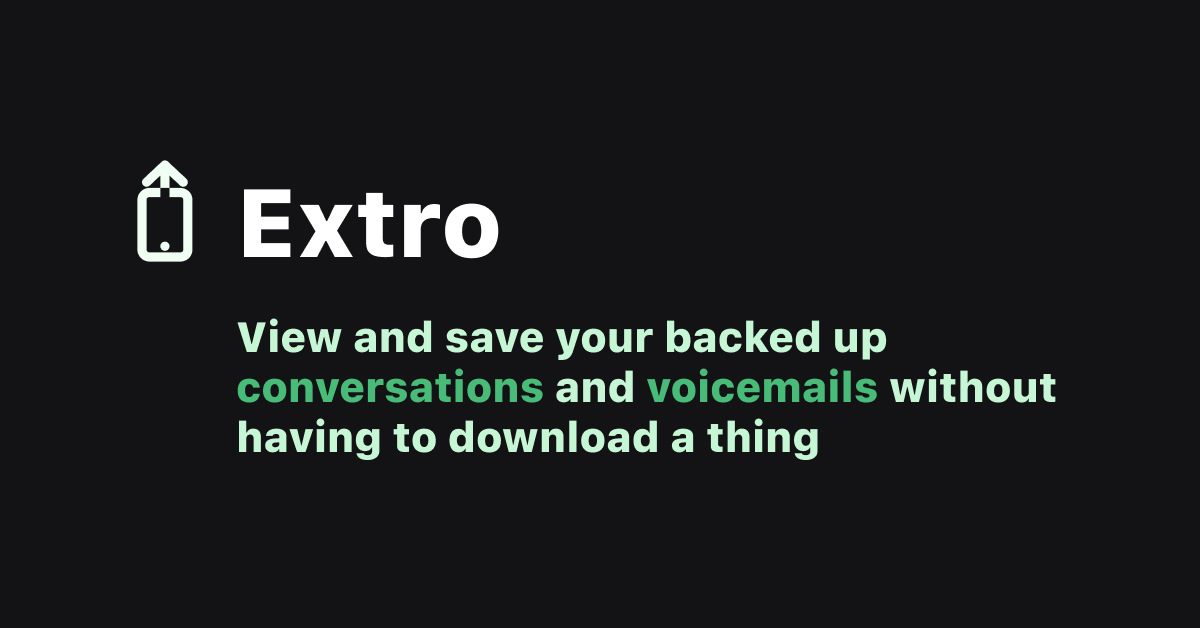 Extro
View and save your backed up
conversations and voicemails without
having to download a thing